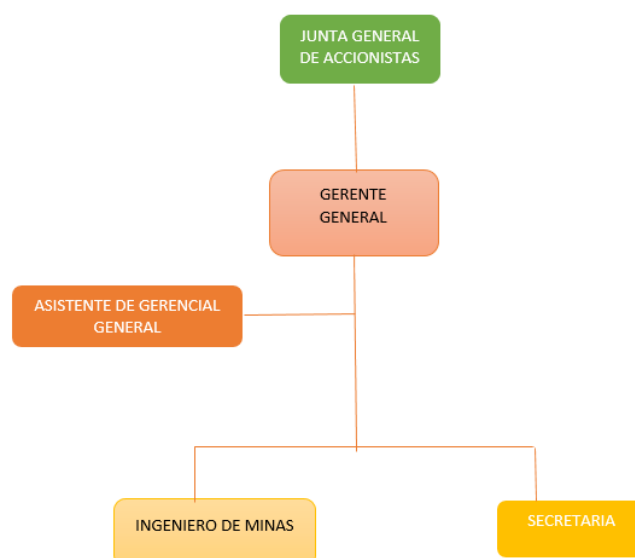 JUNTA GENERAL
DE ACCIONISTAS
GERENTE
GENERAL
ASISTENTE DE GERENCIAL
GENERAL
INGENIERO DE MINAS
SECRETARIA